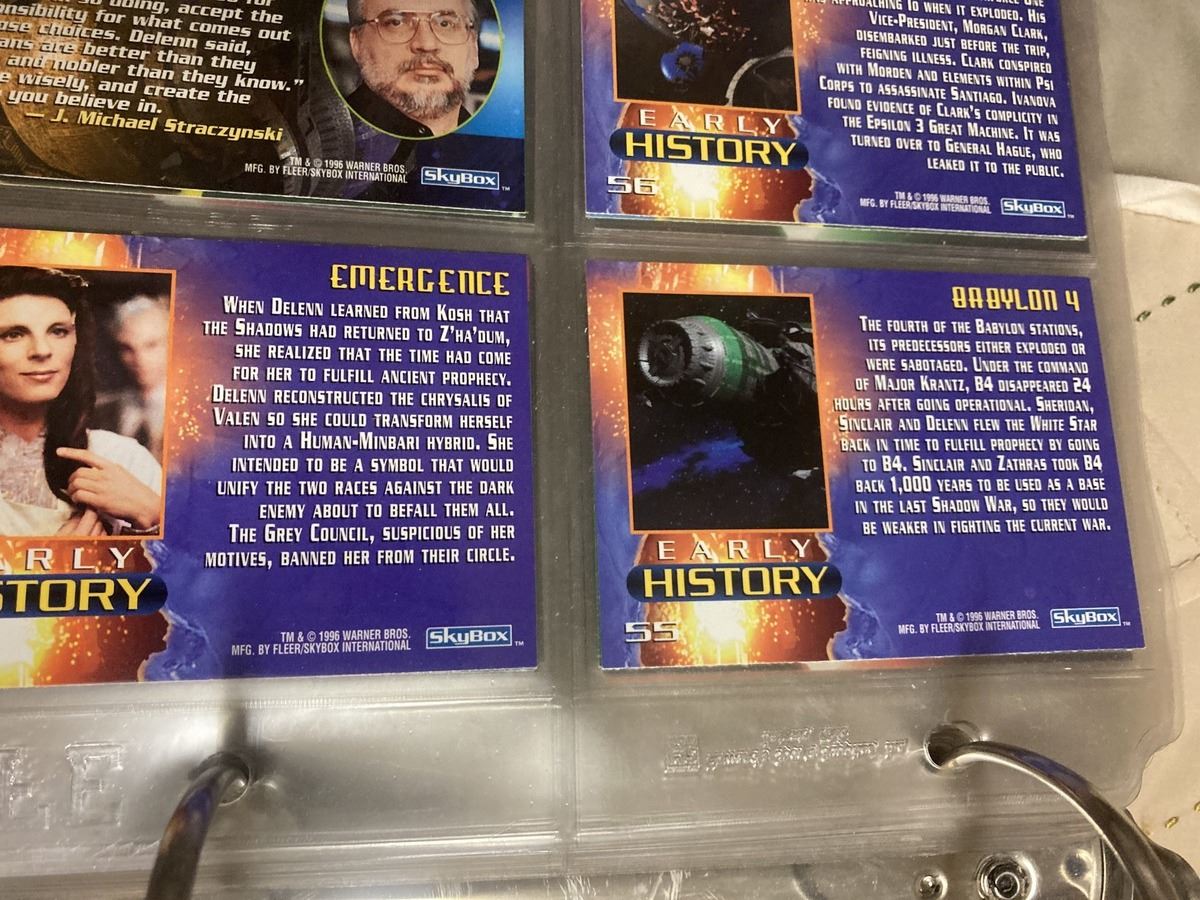 so doing, accept the
responsibility for what comes out
those choices. Delenn said,
are better than they
and nobler than they know.”
wisely, and create the
you believe in.
— J. Michael Straczynski
TM & © 1996 WARNER BROS.
MFG. BY FLEER/SKYBOX INTERNATIONAL
SkyBox™
APPROACHING IO WHEN IT EXPLODED. HIS
VICE-PRESIDENT, MORGAN CLARK,
DISEMBARKED JUST BEFORE THE TRIP,
FEIGNING ILLNESS. CLARK CONSPIRED
WITH MORDEN AND ELEMENTS WITHIN PSI
CORPS TO ASSASSINATE SANTIAGO. IVANOVA
FOUND EVIDENCE OF CLARK'S COMPLICITY IN
THE EPSILON 3 GREAT MACHINE. IT WAS
TURNED OVER TO GENERAL HAGUE, WHO
LEAKED IT TO THE PUBLIC.
EARLY
HISTORY
56
TM & © 1996 WARNER BROS.
MFG. BY FLEER/SKYBOX INTERNATIONAL
SkyBox™
EMERGENCE
WHEN DELENN LEARNED FROM KOSH THAT
THE SHADOWS HAD RETURNED TO Z'HA'DUM,
SHE REALIZED THAT THE TIME HAD COME
FOR HER TO FULFILL ANCIENT PROPHECY.
DELENN RECONSTRUCTED THE CHRYSALIS OF
VALEN SO SHE COULD TRANSFORM HERSELF
INTO A HUMAN-MINBARI HYBRID. SHE
INTENDED TO BE A SYMBOL THAT WOULD
UNIFY THE TWO RACES AGAINST THE DARK
ENEMY ABOUT TO BEFALL THEM ALL.
THE GREY COUNCIL, SUSPICIOUS OF HER
MOTIVES, BANNED HER FROM THEIR CIRCLE.
ARLY
STORY
TM & © 1996 WARNER BROS.
MFG. BY FLEER/SKYBOX INTERNATIONAL
SkyBox™
BABYLON 4
THE FOURTH OF THE BABYLON STATIONS,
ITS PREDECESSORS EITHER EXPLODED OR
WERE SABOTAGED. UNDER THE COMMAND
OF MAJOR KRANTZ, B4 DISAPPEARED 24
HOURS AFTER GOING OPERATIONAL. SHERIDAN,
SINCLAIR AND DELENN FLEW THE WHITE STAR
BACK IN TIME TO FULFILL PROPHECY BY GOING
TO B4. SINCLAIR AND ZATHRAS TOOK B4
BACK 1,000 YEARS TO BE USED AS A BASE
IN THE LAST SHADOW WAR, SO THEY WOULD
BE WEAKER IN FIGHTING THE CURRENT WAR.
EARLY
HISTORY
55
TM & © 1996 WARNER BROS.
MFG. BY FLEER/SKYBOX INTERNATIONAL
SkyBox™